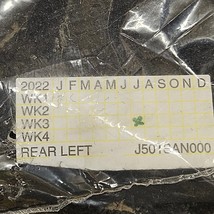 2022 J F M A M J J A S O N D
WK1
WK2
WK3
WK4
REAR LEFT J501SAN000